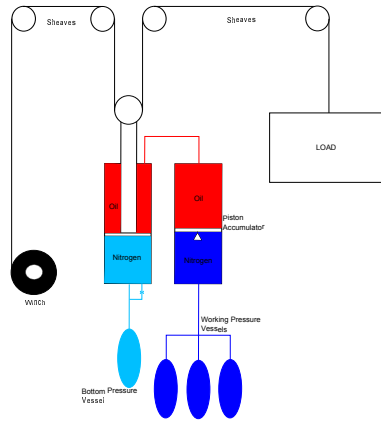 Sheaves
Sheaves
LOAD
Oil
Oil
Piston
Accumulator
Nitrogen
Nitrogen
Winch
Working Pressure
Vessels
Bottom Pressure
Vessel